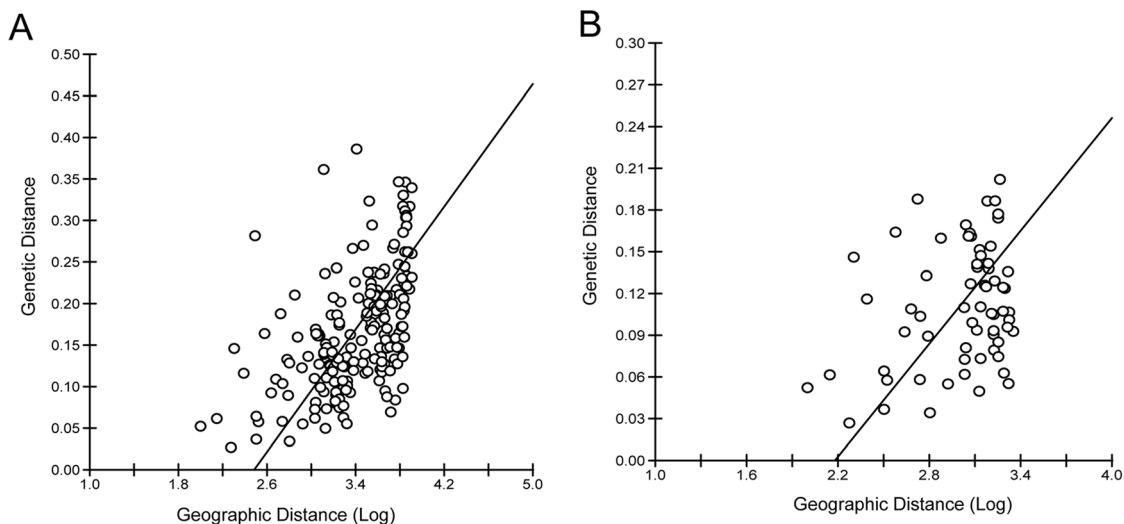 A
0.50
0.45
0.40
0.35
0.30
0.25
0.20
0.15
0.10
0.05
0.00
Genetic Distance
1.0 1.8 2.6 3.4 4.2 5.0
Geographic Distance (Log)
B
0.30
0.27
0.24
0.21
0.18
0.15
0.12
0.09
0.06
0.03
0.00
Genetic Distance
1.0 1.6 2.2 2.8 3.4 4.0
Geographic Distance (Log)